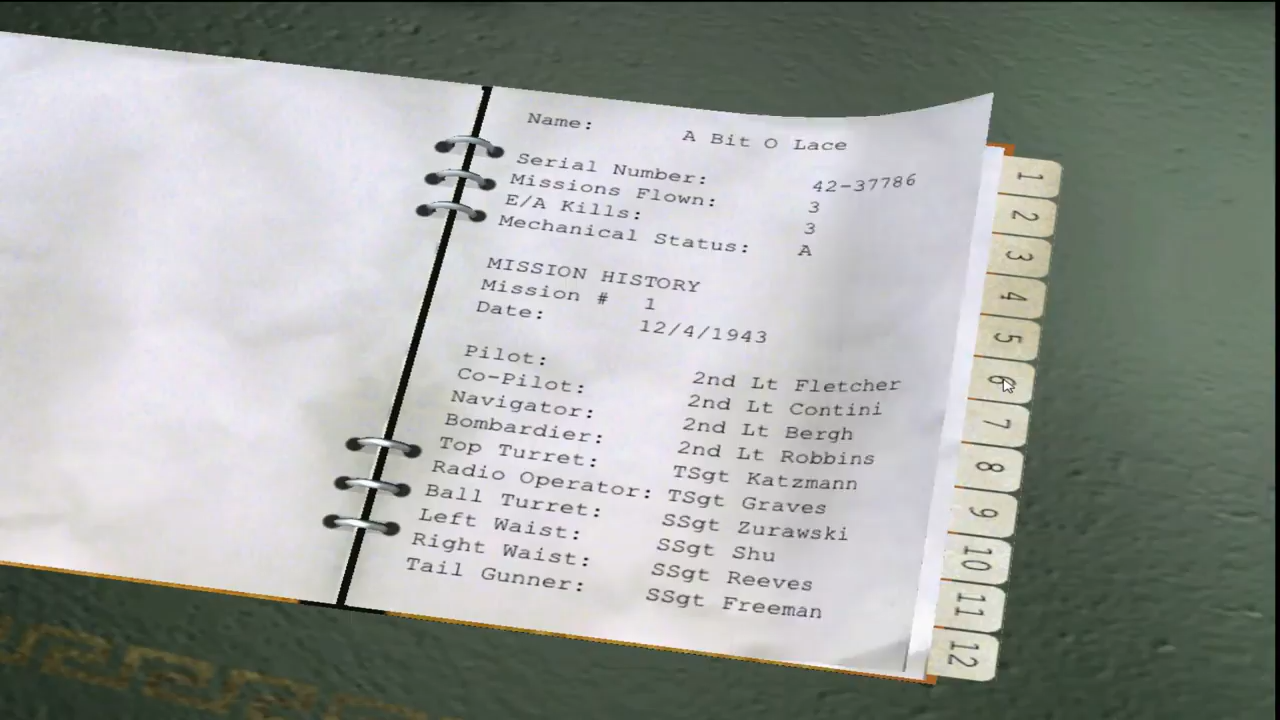 Name: A Bit O Lace
Serial Number: 42-37786
Missions Flown: 3
E/A Kills: 3
Mechanical Status: A
MISSION HISTORY
Mission # 1
Date: 12/4/1943
Pilot: 2nd Lt Fletcher
Co-Pilot: 2nd Lt Contini
Navigator: 2nd Lt Bergh
Bombardier: 2nd Lt Robbins
Top Turret: TSgt Katzmann
Radio Operator: TSgt Graves
Ball Turret: SSgt Zurawski
Left Waist: SSgt Shu
Right Waist: SSgt Reeves
Tail Gunner: SSgt Freeman
1
2
3
4
5
6
7
8
9
10
11
12